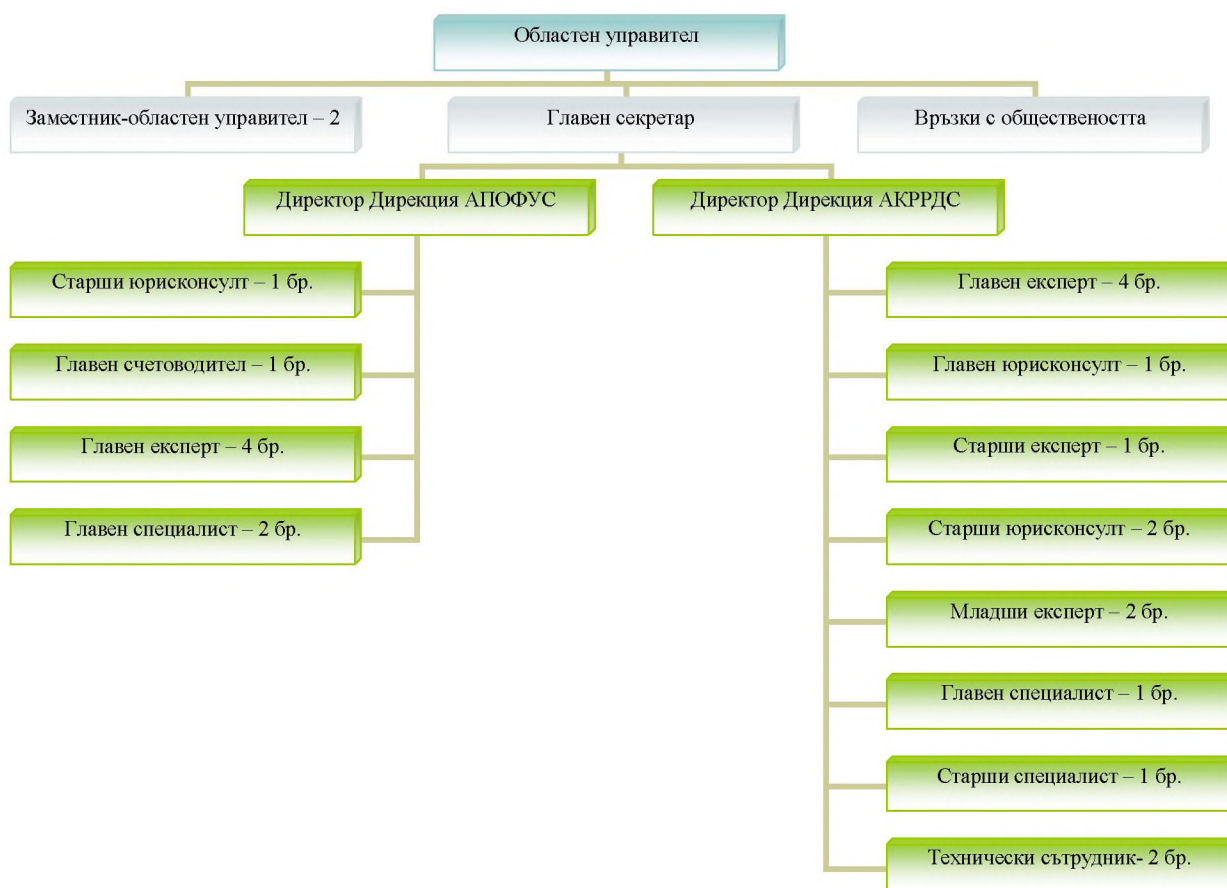 Областен управител
Заместник-областен управител – 2
Главен секретар
Връзки с обществеността
Директор Дирекция АПОФУС
Директор Дирекция АКРРДС
Старши юрисконсулт – 1 бр.
Главен счетоводител – 1 бр.
Главен експерт – 4 бр.
Главен специалист – 2 бр.
Главен експерт – 4 бр.
Главен юрисконсулт – 1 бр.
Старши експерт – 1 бр.
Старши юрисконсулт – 2 бр.
Младши експерт – 2 бр.
Главен специалист – 1 бр.
Старши специалист – 1 бр.
Технически сътрудник- 2 бр.